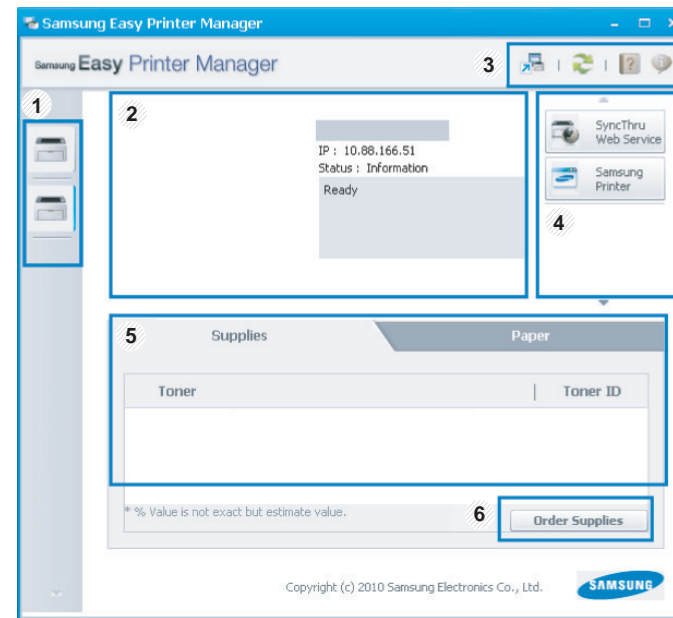 Samsung Easy Printer Manager
Samsung Easy Printer Manager
3
1
2
SyncThru
Web Service
IP : 10.88.166.51
Status : Information
Samsung
Printer
Ready
4
5
Supplies
Paper
Toner
Toner ID
* % Value is not exact but estimate value.
6
Order Supplies
Copyright (c) 2010 Samsung Electronics Co., Ltd.
SAMSUNG